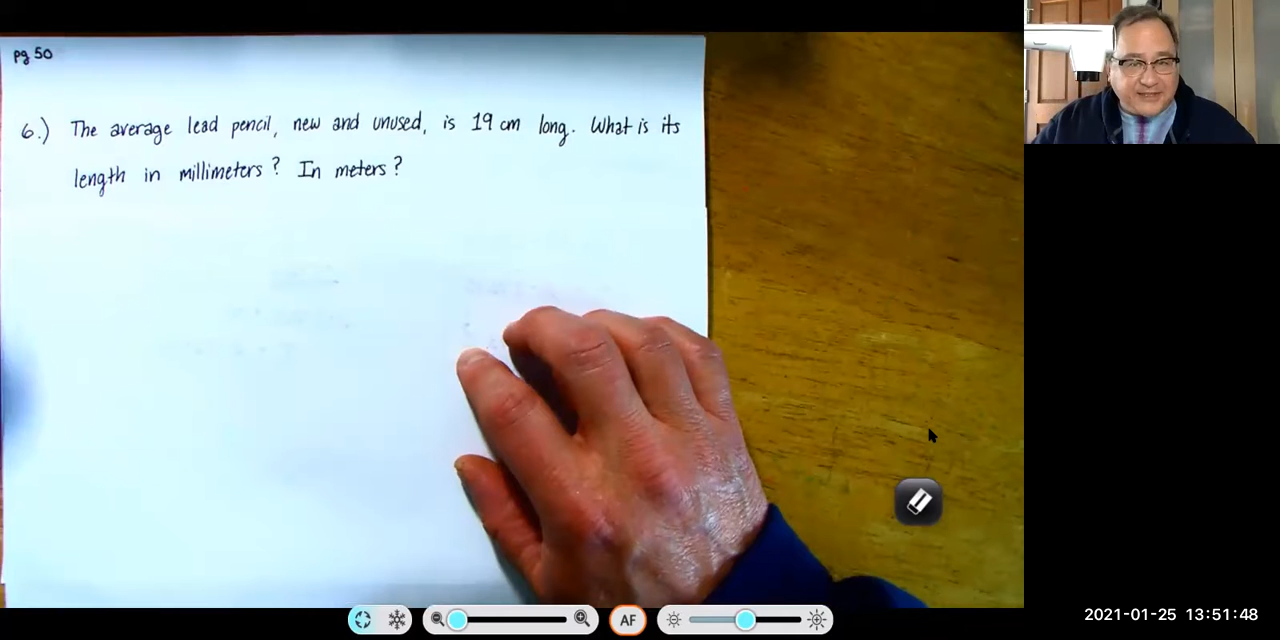 pg 50
6.) The average lead pencil, new and unused, is 19 cm long. What is its
length in millimeters? In meters?
AF
2021-01-25 13:51:48